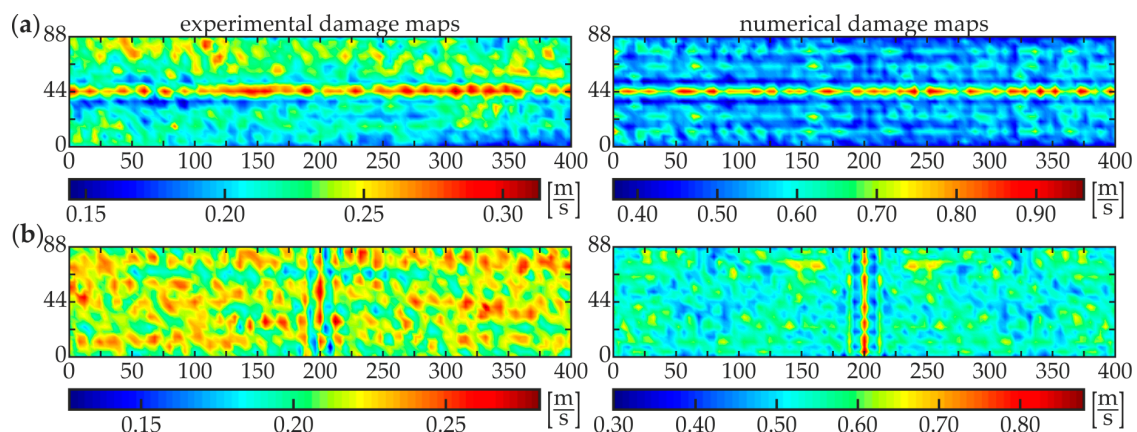 experimental damage maps numerical damage maps
(a)
88 88
44 44
0 0
0 50 100 150 200 250 300 350 400 0 50 100 150 200 250 300 350 400
0.15 0.20 0.25 0.30 [m/s] 0.40 0.50 0.60 0.70 0.80 0.90 [m/s]
(b)
88 88
44 44
0 0
0 50 100 150 200 250 300 350 400 0 50 100 150 200 250 300 350 400
0.15 0.20 0.25 [m/s] 0.30 0.40 0.50 0.60 0.70 0.80 [m/s]